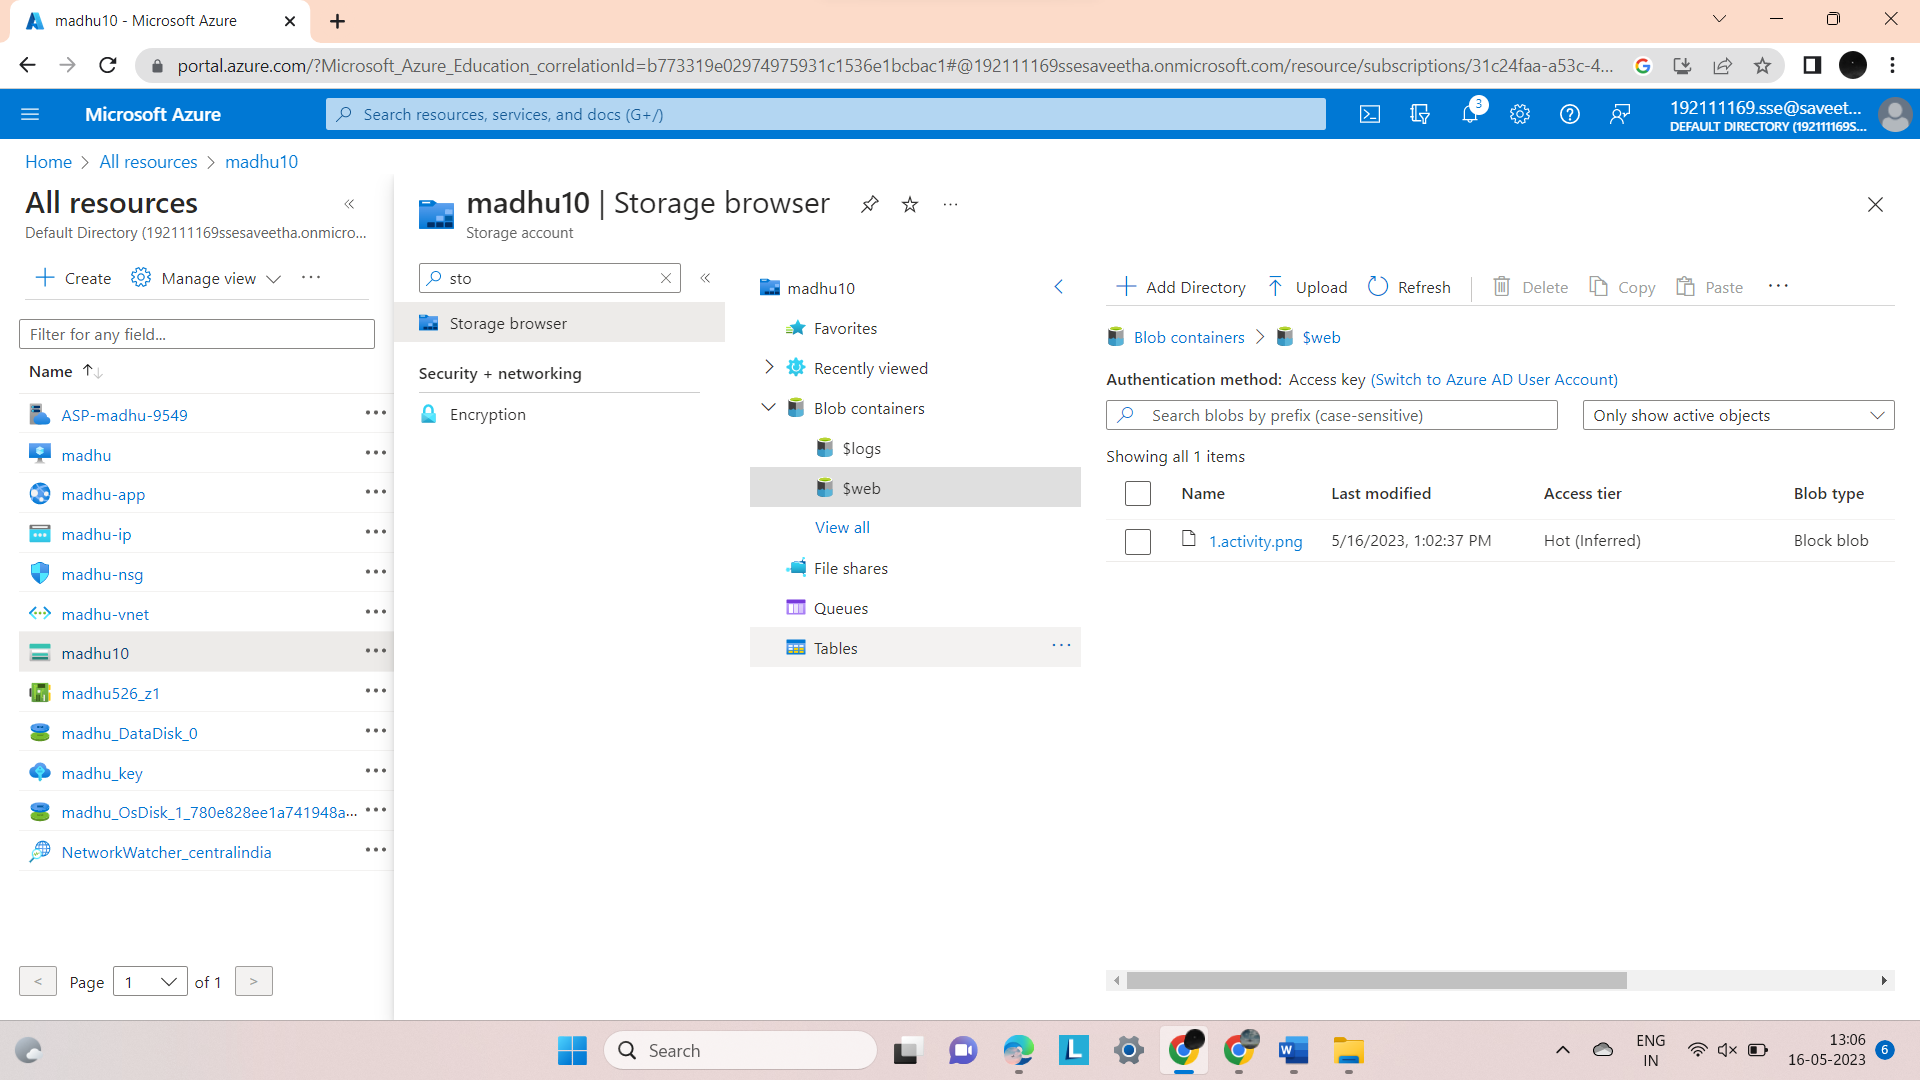 madhu10 - Microsoft Azure
portal.azure.com/?Microsoft_Azure_Education_correlationId=b773319e02974975931c1536e1bcbac1#@192111169ssesaveetha.onmicrosoft.com/resource/subscriptions/31c24faa-a53c-4...
Microsoft Azure
Search resources, services, and docs (G+/)
3
192111169.sse@saveet...
DEFAULT DIRECTORY (192111169S...
Home > All resources > madhu10
All resources
Default Directory (192111169ssesaveetha.onmicro...
Create
Manage view
Filter for any field...
Name
ASP-madhu-9549
madhu
madhu-app
madhu-ip
madhu-nsg
madhu-vnet
madhu10
madhu526_z1
madhu_DataDisk_0
madhu_key
madhu_OsDisk_1_780e828ee1a741948a...
NetworkWatcher_centralindia
< Page 1 of 1 >
madhu10 | Storage browser
Storage account
sto
Storage browser
Security + networking
Encryption
madhu10
Favorites
Recently viewed
Blob containers
$logs
$web
View all
File shares
Queues
Tables
Add Directory Upload Refresh Delete Copy Paste
Blob containers > $web
Authentication method: Access key (Switch to Azure AD User Account)
Search blobs by prefix (case-sensitive)
Only show active objects
Showing all 1 items
Name Last modified Access tier Blob type
1.activity.png 5/16/2023, 1:02:37 PM Hot (Inferred) Block blob
Search
ENG
IN
13:06
16-05-2023
6